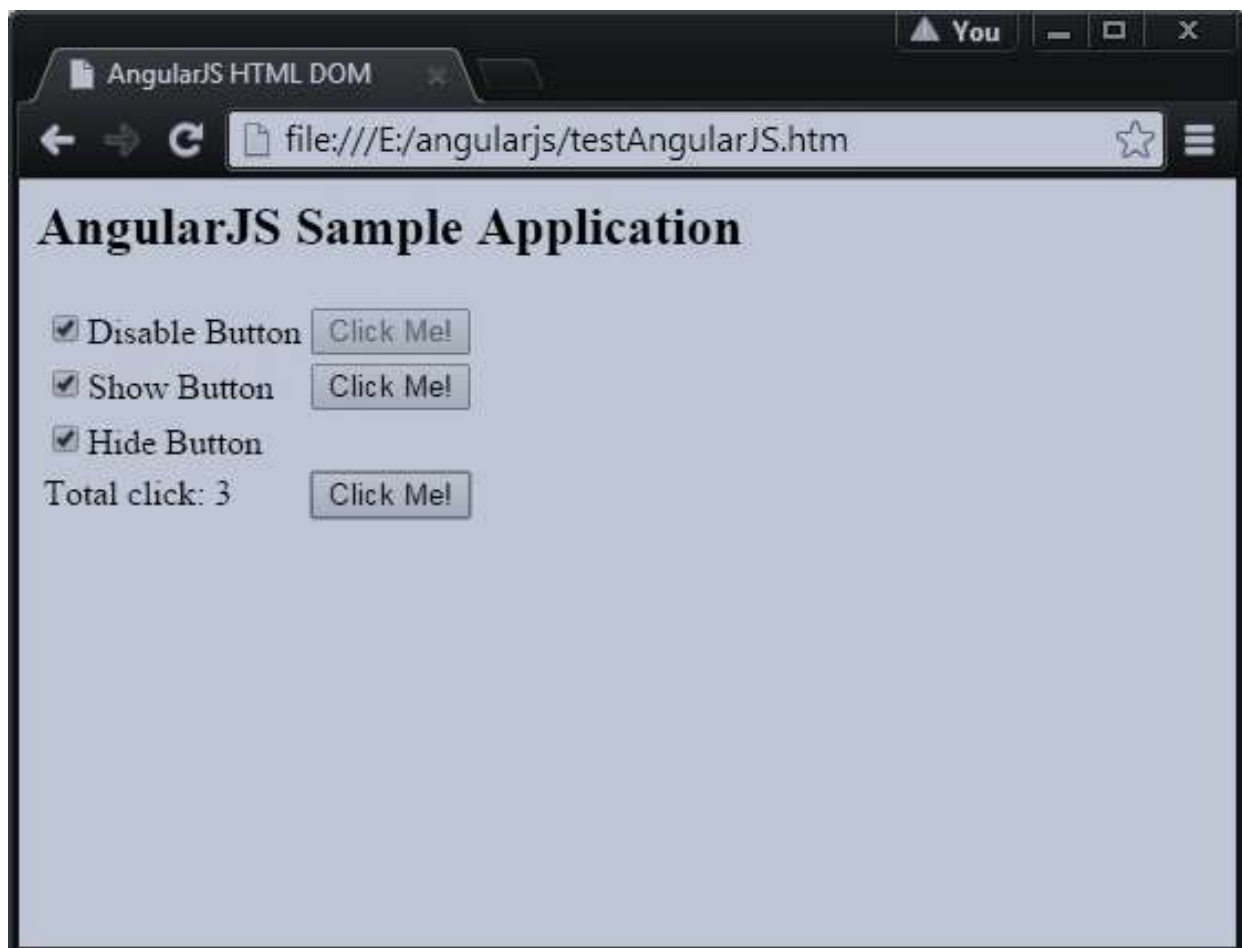 You
AngularJS HTML DOM
file:///E:/angularjs/testAngularJS.htm
AngularJS Sample Application
Disable Button Click Me!
Show Button Click Me!
Hide Button
Total click: 3 Click Me!